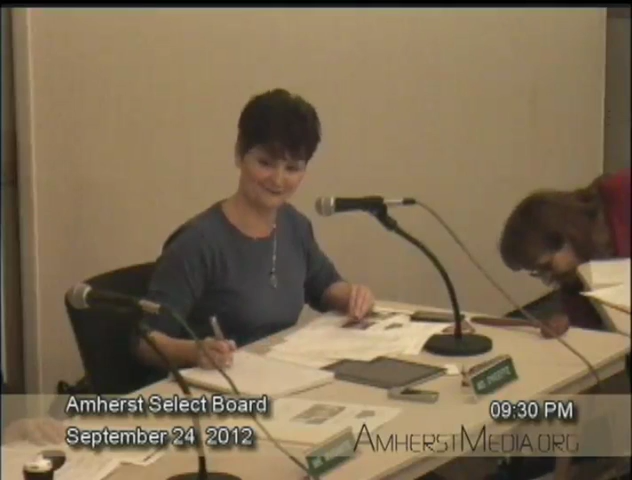 Amherst Select Board
09:30 PM
September 24 2012
AMHERSTMEDIA.ORG